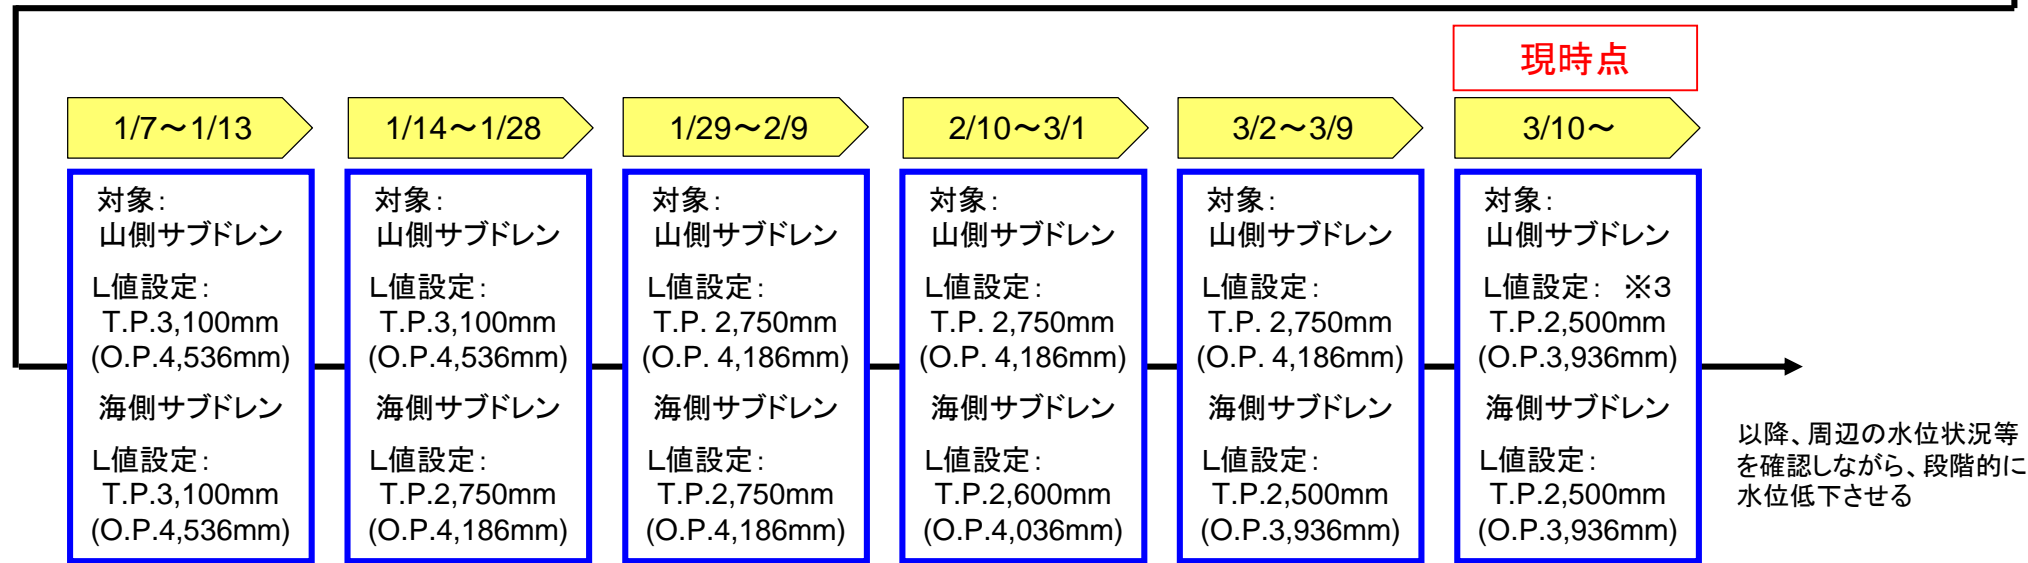 現時点
1/7～1/13
対象：
山側サブドレン
L値設定：
T.P.3,100mm
(O.P.4,536mm)
海側サブドレン
L値設定：
T.P.3,100mm
(O.P.4,536mm)
1/14～1/28
対象：
山側サブドレン
L値設定：
T.P.3,100mm
(O.P.4,536mm)
海側サブドレン
L値設定：
T.P.2,750mm
(O.P.4,186mm)
1/29～2/9
対象：
山側サブドレン
L値設定：
T.P. 2,750mm
(O.P. 4,186mm)
海側サブドレン
L値設定：
T.P.2,750mm
(O.P.4,186mm)
2/10～3/1
対象：
山側サブドレン
L値設定：
T.P. 2,750mm
(O.P. 4,186mm)
海側サブドレン
L値設定：
T.P.2,600mm
(O.P.4,036mm)
3/2～3/9
対象：
山側サブドレン
L値設定：
T.P. 2,750mm
(O.P. 4,186mm)
海側サブドレン
L値設定：
T.P.2,500mm
(O.P.3,936mm)
3/10～
対象：
山側サブドレン
L値設定： ※3
T.P.2,500mm
(O.P.3,936mm)
海側サブドレン
L値設定：
T.P.2,500mm
(O.P.3,936mm)
以降、周辺の水位状況等
を確認しながら、段階的に
水位低下させる